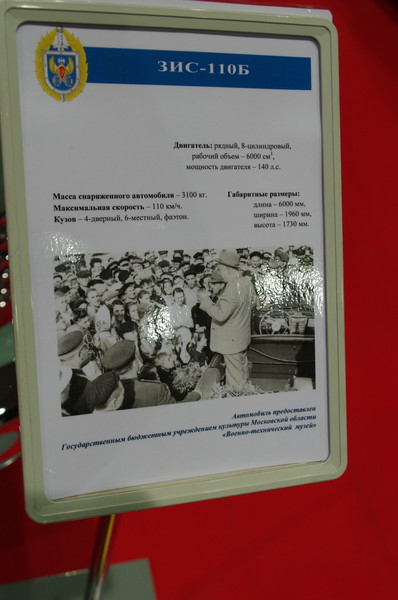 ЗИС-110Б
Двигатель: рядный, 8-цилиндровый,
рабочий объем – 6000 см³,
мощность двигателя – 140 л.с.
Масса снаряженного автомобиля – 3100 кг.
Максимальная скорость – 110 км/ч.
Кузов – 4-дверный, 6-местный, фаэтон.
Габаритные размеры:
длина – 6000 мм,
ширина – 1960 мм,
высота – 1730 мм.
Автомобиль предоставлен
Государственным бюджетным учреждением культуры Московской области
«Военно-технический музей»